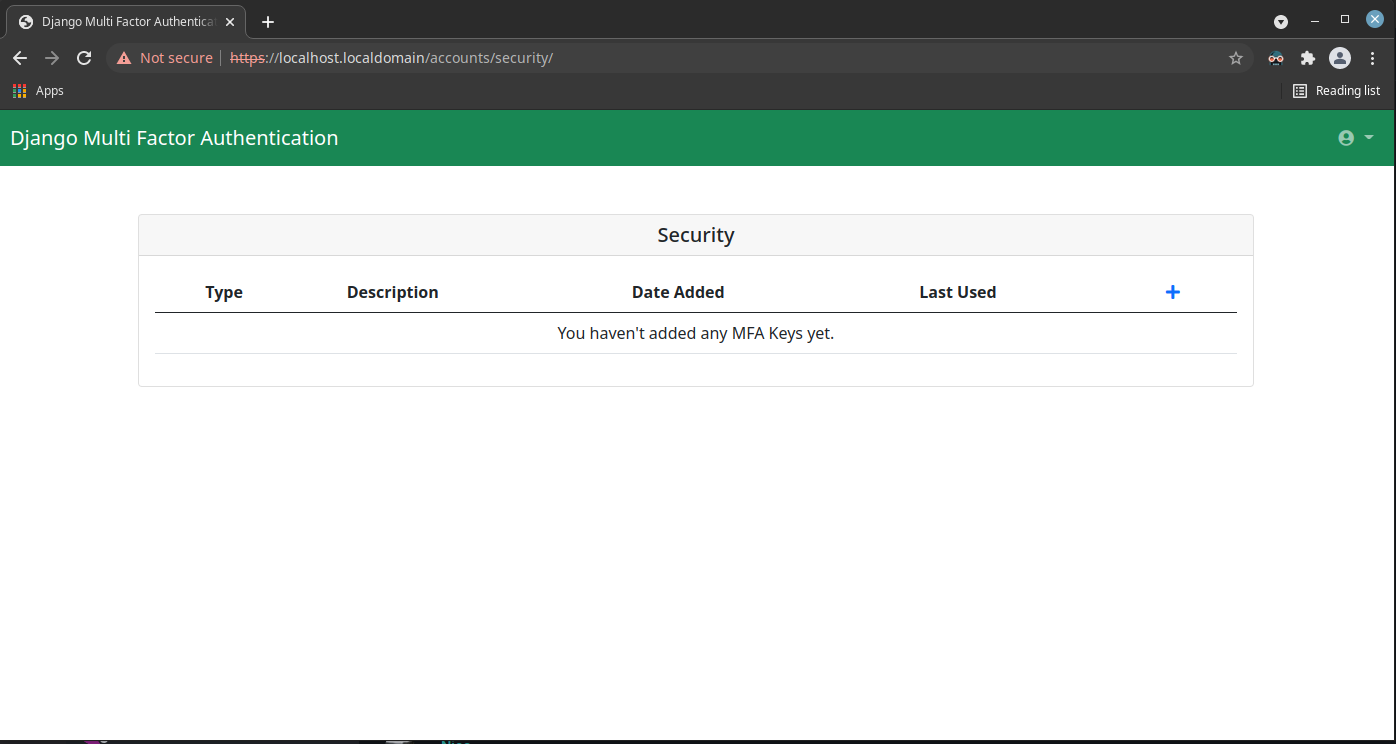 Django Multi Factor Authentica
Not secure https://localhost.localdomain/accounts/security/
Apps Reading list
Django Multi Factor Authentication
Security
Type Description Date Added Last Used
You haven't added any MFA Keys yet.